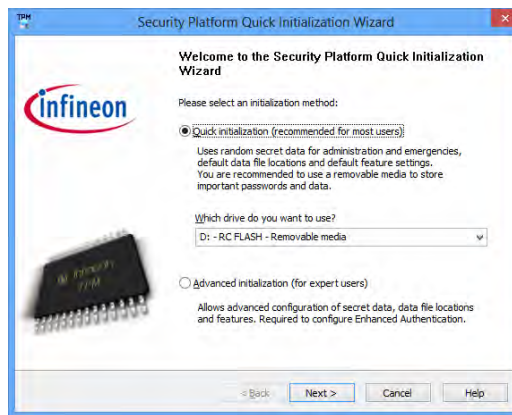 TPM
Security Platform Quick Initialization Wizard
Welcome to the Security Platform Quick Initialization
Wizard
Infineon
Please select an initialization method:
Quick initialization (recommended for most users)
Uses random secret data for administration and emergencies,
default data file locations and default feature settings.
You are recommended to use a removable media to store
important passwords and data.
Which drive do you want to use?
D: - RC FLASH - Removable media
Infineon
TPM
Advanced initialization (for expert users)
Allows advanced configuration of secret data, data file locations
and features. Required to configure Enhanced Authentication.
< Back
Next >
Cancel
Help